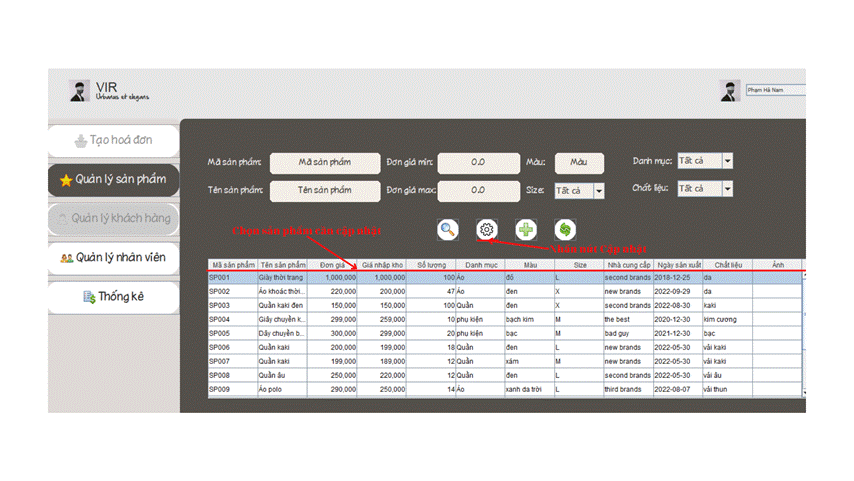 VIR
Urbanus et elegans
Phạm Hà Nam
Tạo hoá đơn
Quản lý sản phẩm
Quản lý khách hàng
Quản lý nhân viên
Thống kê
Mã sản phẩm: Mã sản phẩm Đơn giá min: 0.0 Màu: Màu Danh mục: Tất cả
Tên sản phẩm: Tên sản phẩm Đơn giá max: 0.0 Size: Tất cả Chất liệu: Tất cả
Chọn sản phẩm cần cập nhật
Nhấn nút Cập nhật
Mã sản phẩm Tên sản phẩm Đơn giá Giá nhập kho Số lượng Danh mục Màu Size Nhà cung cấp Ngày sản xuất Chất liệu Ảnh
SP001 Giày thời trang 1,000,000 1,000,000 100 Áo đỏ L second brands 2018-12-25 da
SP002 Áo khoác thời... 220,000 200,000 47 Áo đen X new brands 2022-09-29 da
SP003 Quần kaki đen 150,000 150,000 100 Quần đen X second brands 2022-08-30 kaki
SP004 Giầy chuyền k... 299,000 259,000 10 phụ kiện bạch kim M the best 2020-12-30 kim cương
SP005 Dây chuyền b... 300,000 299,000 20 phụ kiện bạc M bad guy 2021-12-30 bạc
SP006 Quần kaki 200,000 199,000 18 Quần đen L new brands 2022-05-30 vải kaki
SP007 Quần kaki 199,000 189,000 12 Quần xám M new brands 2022-05-30 vải kaki
SP008 Quần âu 250,000 220,000 12 Quần đen L second brands 2022-05-30 vải âu
SP009 Áo polo 290,000 250,000 14 Áo xanh da trời L third brands 2022-08-07 vải thun